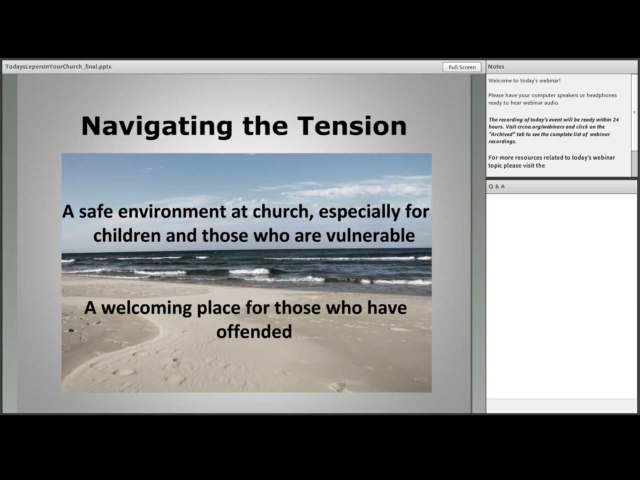 TodaysLepersinYourChurch_final.pptx
Full Screen
Navigating the Tension
A safe environment at church, especially for
children and those who are vulnerable
A welcoming place for those who have
offended
Notes
Welcome to today's webinar!
Please have your computer speakers or headphones
ready to hear webinar audio.
The recording of today's event will be ready within 24
hours. Visit crcna.org/webinars and click on the
"Archived" tab to see the complete list of webinar
recordings.
For more resources related to today's webinar
topic please visit the
Q & A